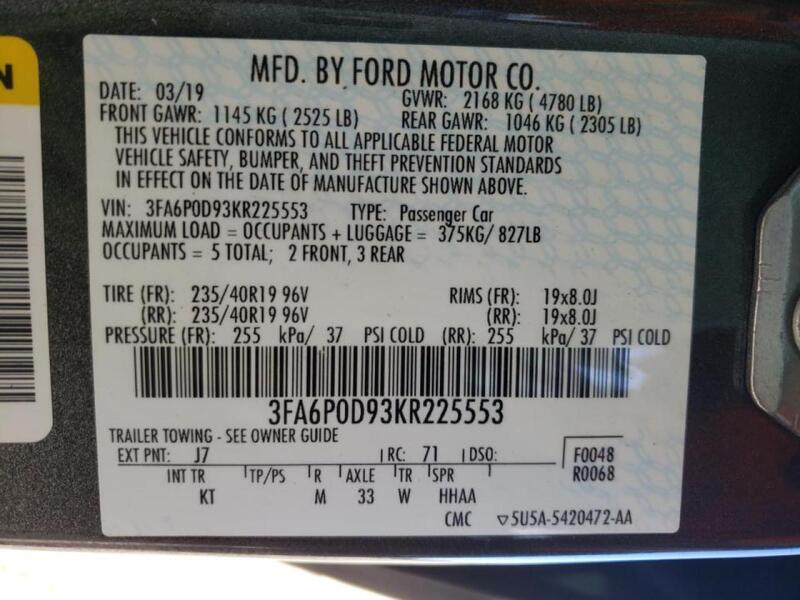 N
MFD. BY FORD MOTOR CO.
DATE: 03/19 GVWR: 2168 KG ( 4780 LB)
FRONT GAWR: 1145 KG ( 2525 LB) REAR GAWR: 1046 KG ( 2305 LB)
THIS VEHICLE CONFORMS TO ALL APPLICABLE FEDERAL MOTOR
VEHICLE SAFETY, BUMPER, AND THEFT PREVENTION STANDARDS
IN EFFECT ON THE DATE OF MANUFACTURE SHOWN ABOVE.
VIN: 3FA6P0D93KR225553 TYPE: Passenger Car
MAXIMUM LOAD = OCCUPANTS + LUGGAGE = 375KG/ 827LB
OCCUPANTS = 5 TOTAL; 2 FRONT, 3 REAR
TIRE (FR): 235/40R19 96V RIMS (FR): 19x8.0J
(RR): 235/40R19 96V (RR): 19x8.0J
PRESSURE (FR): 255 kPa/ 37 PSI COLD (RR): 255 kPa/ 37 PSI COLD
3FA6P0D93KR225553
TRAILER TOWING - SEE OWNER GUIDE
EXT PNT: J7 RC: 71 DSO: F0048
R0068
INT TR TP/PS R AXLE TR SPR
KT M 33 W HHAA
CMC ▽5U5A-5420472-AA